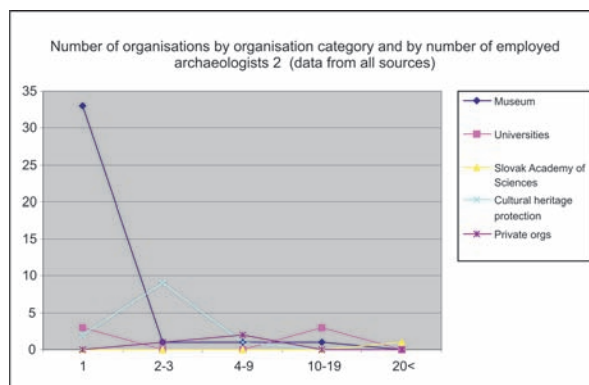 Number of organisations by organisation category and by number of employed
archaeologists 2 (data from all sources)
35
30
25
20
15
10
5
0
1
2-3
4-9
10-19
20<
Museum
Universities
Slovak Academy of
Sciences
Cultural heritage
protection
Private orgs